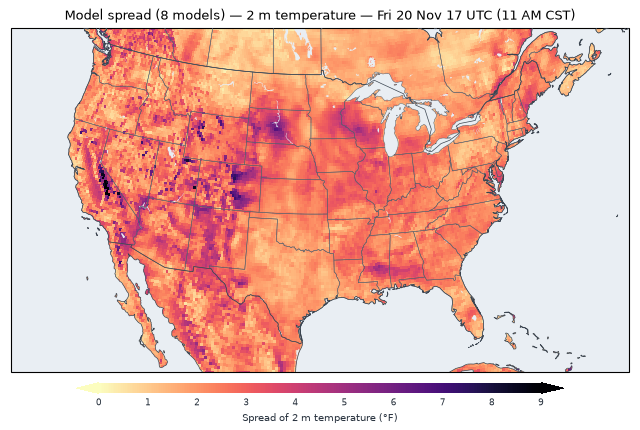 Model spread (8 models) — 2 m temperature — Fri 20 Nov 17 UTC (11 AM CST)
0 1 2 3 4 5 6 7 8 9
Spread of 2 m temperature (°F)